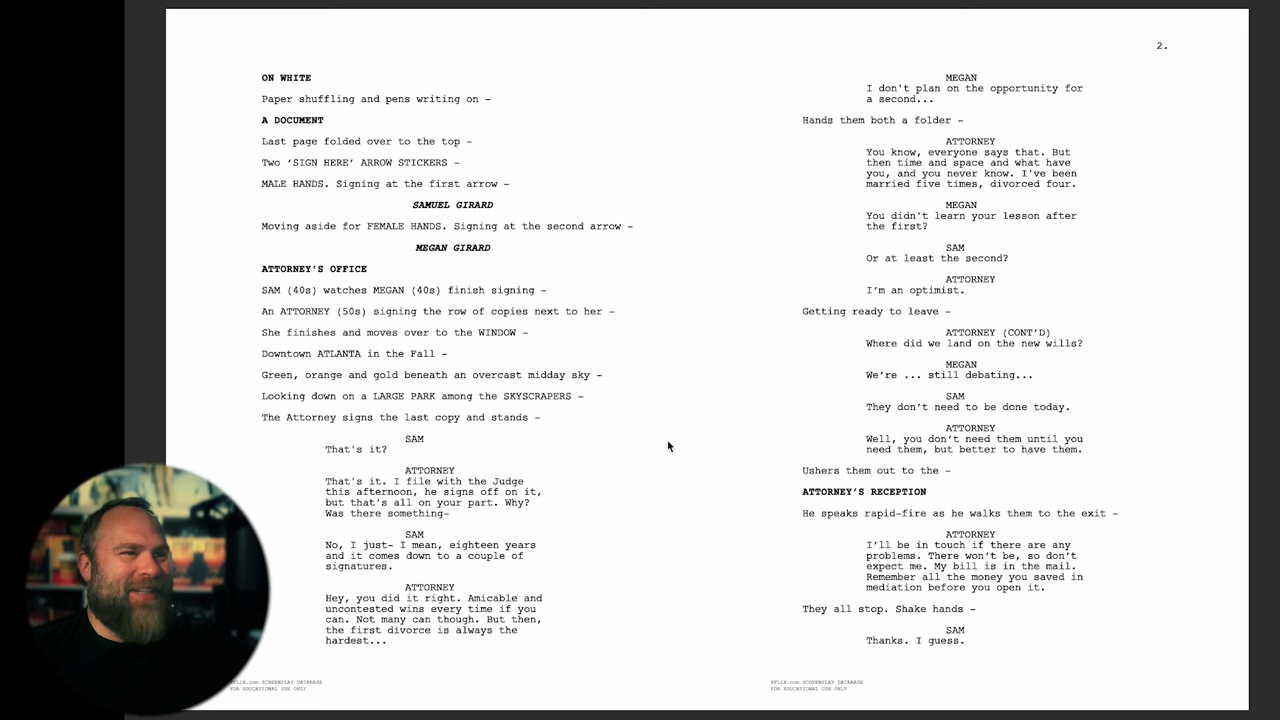 ON WHITE
Paper shuffling and pens writing on –
A DOCUMENT
Last page folded over to the top –
Two ‘SIGN HERE’ ARROW STICKERS –
MALE HANDS. Signing at the first arrow –
SAMUEL GIRARD
Moving aside for FEMALE HANDS. Signing at the second arrow –
MEGAN GIRARD
ATTORNEY’S OFFICE
SAM (40s) watches MEGAN (40s) finish signing –
An ATTORNEY (50s) signing the row of copies next to her –
She finishes and moves over to the WINDOW –
Downtown ATLANTA in the Fall –
Green, orange and gold beneath an overcast midday sky –
Looking down on a LARGE PARK among the SKYSCRAPERS –
The Attorney signs the last copy and stands –
SAM
That's it?
ATTORNEY
That's it. I file with the Judge
this afternoon, he signs off on it,
but that's all on your part. Why?
Was there something–
SAM
No, I just– I mean, eighteen years
and it comes down to a couple of
signatures.
ATTORNEY
Hey, you did it right. Amicable and
uncontested wins every time if you
can. Not many can though. But then,
the first divorce is always the
hardest...
8FLiX.com SCREENPLAY DATABASE
FOR EDUCATIONAL USE ONLY
2.
MEGAN
I don't plan on the opportunity for
a second...
Hands them both a folder –
ATTORNEY
You know, everyone says that. But
then time and space and what have
you, and you never know. I've been
married five times, divorced four.
MEGAN
You didn't learn your lesson after
the first?
SAM
Or at least the second?
ATTORNEY
I’m an optimist.
Getting ready to leave –
ATTORNEY (CONT’D)
Where did we land on the new wills?
MEGAN
We’re ... still debating...
SAM
They don’t need to be done today.
ATTORNEY
Well, you don’t need them until you
need them, but better to have them.
Ushers them out to the –
ATTORNEY’S RECEPTION
He speaks rapid–fire as he walks them to the exit –
ATTORNEY
I’ll be in touch if there are any
problems. There won’t be, so don’t
expect me. My bill is in the mail.
Remember all the money you saved in
mediation before you open it.
They all stop. Shake hands –
SAM
Thanks. I guess.
8FLiX.com SCREENPLAY DATABASE
FOR EDUCATIONAL USE ONLY